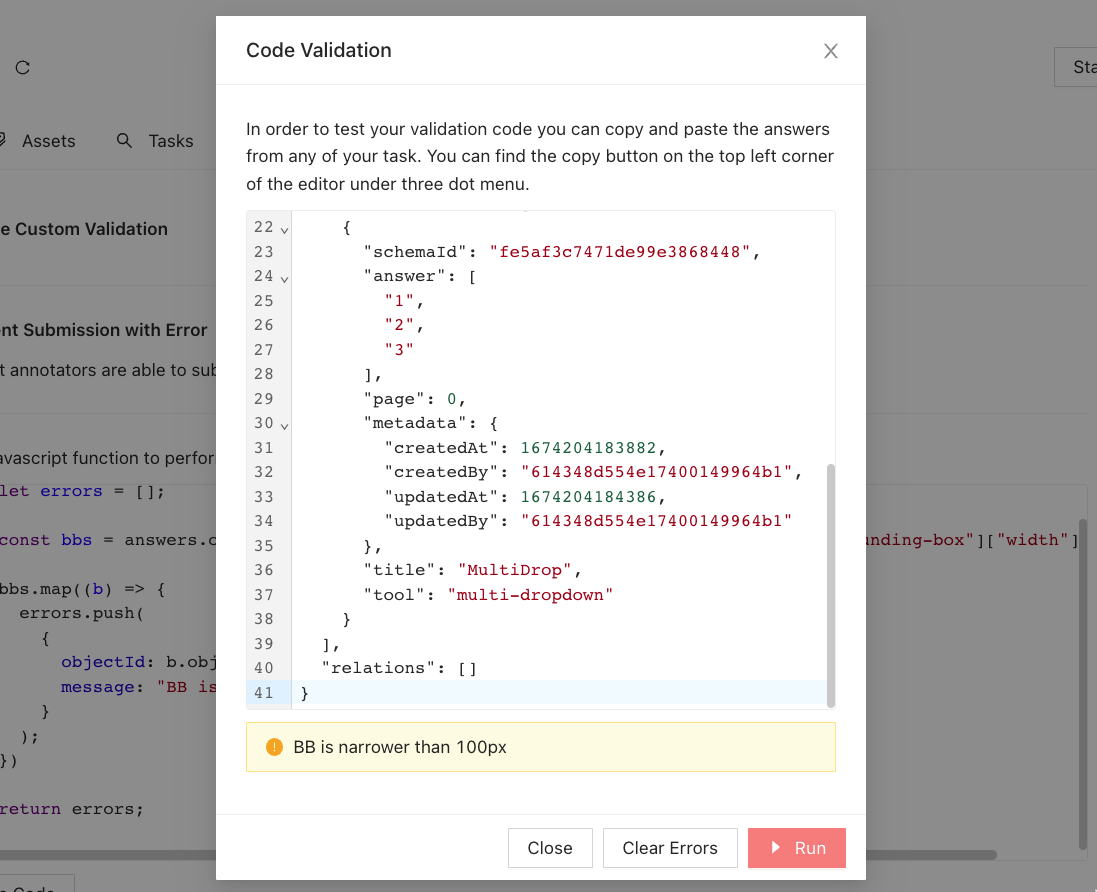 Code Validation
Sta
Assets
Tasks
In order to test your validation code you can copy and paste the answers
from any of your task. You can find the copy button on the top left corner
of the editor under three dot menu.
e Custom Validation
ent Submission with Error
t annotators are able to sub
avascript function to perfor
let errors = [];
const bbs = answers.o
unding-box"]["width"]
bbs.map((b) => {
errors.push(
{
objectId: b.obj
message: "BB is
}
);
})
return errors;
22 {
23 "schemaId": "fe5af3c7471de99e3868448",
24 "answer": [
25 "1",
26 "2",
27 "3"
28 ],
29 "page": 0,
30 "metadata": {
31 "createdAt": 1674204183882,
32 "createdBy": "614348d554e17400149964b1",
33 "updatedAt": 1674204184386,
34 "updatedBy": "614348d554e17400149964b1"
35 },
36 "title": "MultiDrop",
37 "tool": "multi-dropdown"
38 }
39 ],
40 "relations": []
41 }
BB is narrower than 100px
Close
Clear Errors
Run